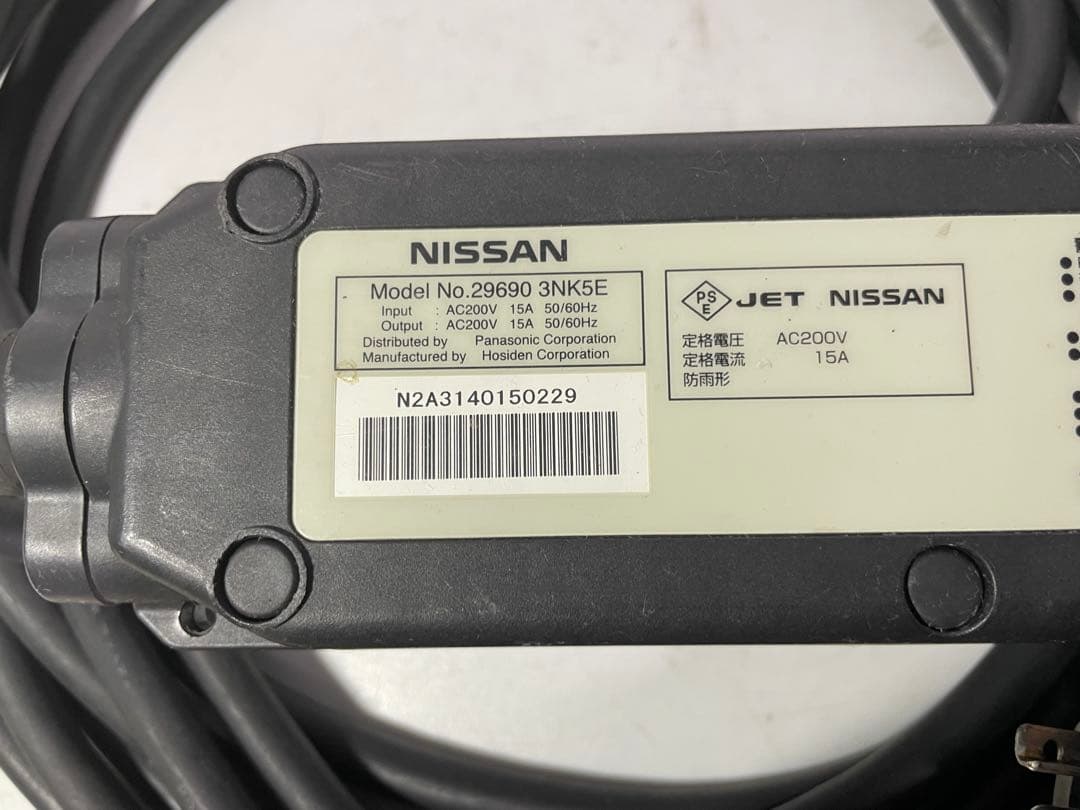 NISSAN
Model No.29690 3NK5E
Input : AC200V 15A 50/60Hz
Output : AC200V 15A 50/60Hz
Distributed by Panasonic Corporation
Manufactured by Hosiden Corporation
N2A3140150229
PS
E
JET NISSAN
定格電圧 AC200V
定格電流 15A
防雨形